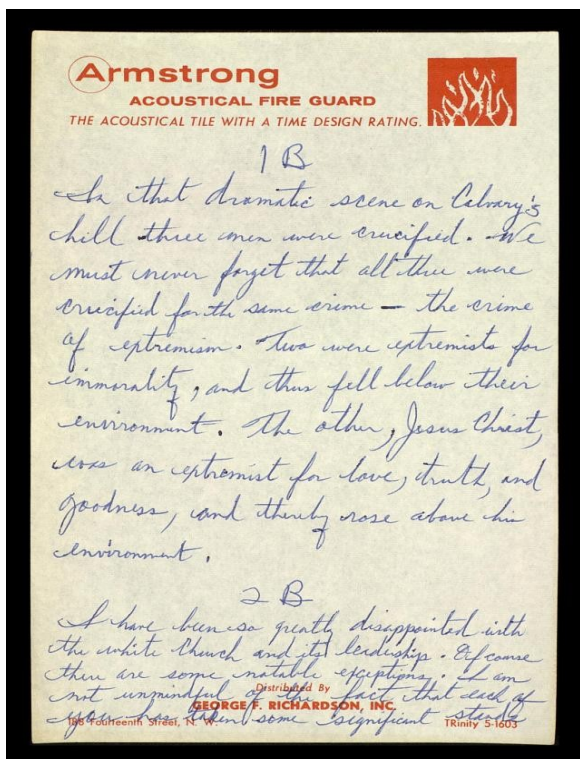 Armstrong
ACOUSTICAL FIRE GUARD
THE ACOUSTICAL TILE WITH A TIME DESIGN RATING.
1 B
In that dramatic scene on Calvary's
hill three men were crucified. We
must never forget that all three were
crucified for the same crime — the crime
of extremism. Two were extremists for
immorality, and thus fell below their
environment. The other, Jesus Christ,
was an extremist for love, truth, and
goodness, and thereby rose above his
environment.
2 B
I have been so greatly disappointed with
the white Church and its leadership. Of course
there are some notable exceptions. I am
not unmindful of the fact that each of
you has taken some significant stands
Distributed By
GEORGE F. RICHARDSON, INC.
Fourteenth Street, N. W.
TRinity 5-1603